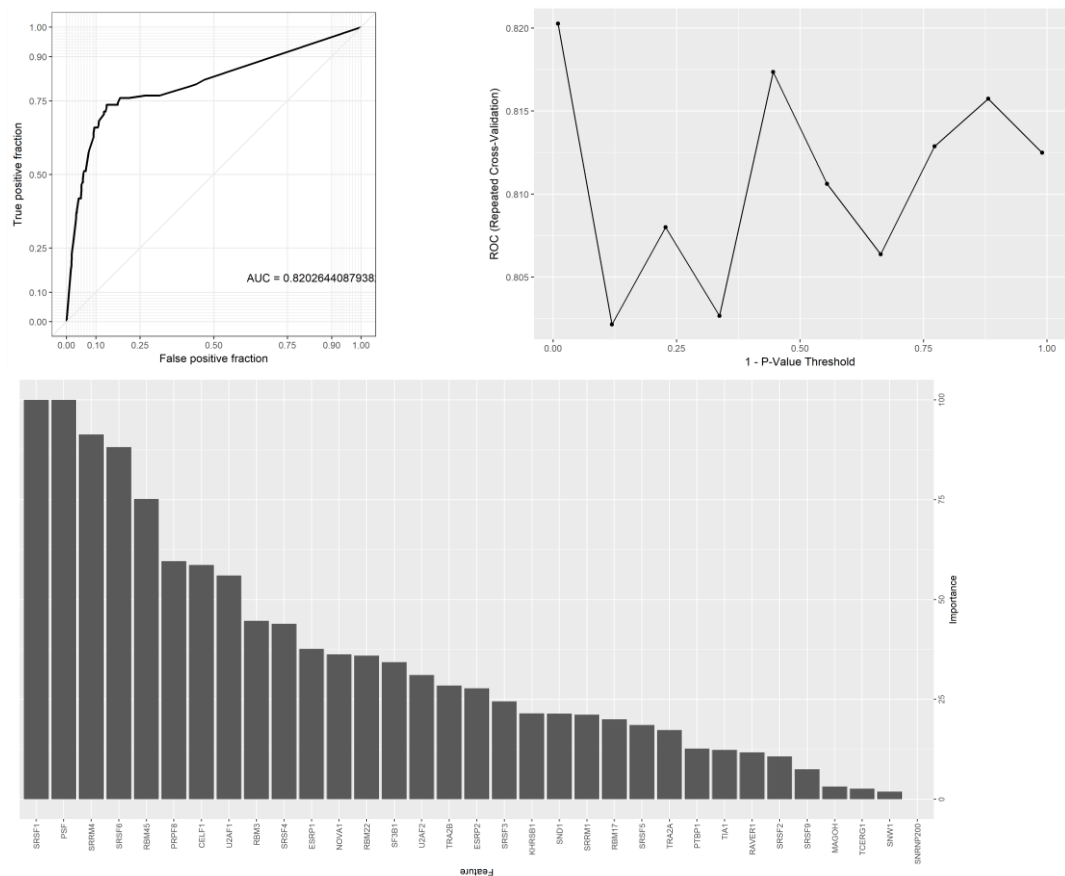 1.00
0.90
0.75
0.50
0.25
0.10
0.00
True positive fraction
AUC = 0.8202644087938
0.00 0.10 0.25 0.50 0.75 0.90 1.00
False positive fraction
0.820
0.815
0.810
0.805
ROC (Repeated Cross-Validation)
0.00 0.25 0.50 0.75 1.00
1 - P-Value Threshold
100
75
50
25
0
Importance
SRSF1
PSF
SRRM4
SRSF6
RBM45
PRPF8
CELF1
U2AF1
RBM3
SRSF4
ESRP1
NOVA1
RBM22
SF3B1
U2AF2
TRA2B
ESRP2
SRSF3
KHRSB1
SND1
SRRM1
RBM17
SRSF5
TRA2A
PTBP1
TIA1
RAVER1
SRSF2
SRSF9
MAGOH
TCERG1
SNW1
SNRNP200
Feature